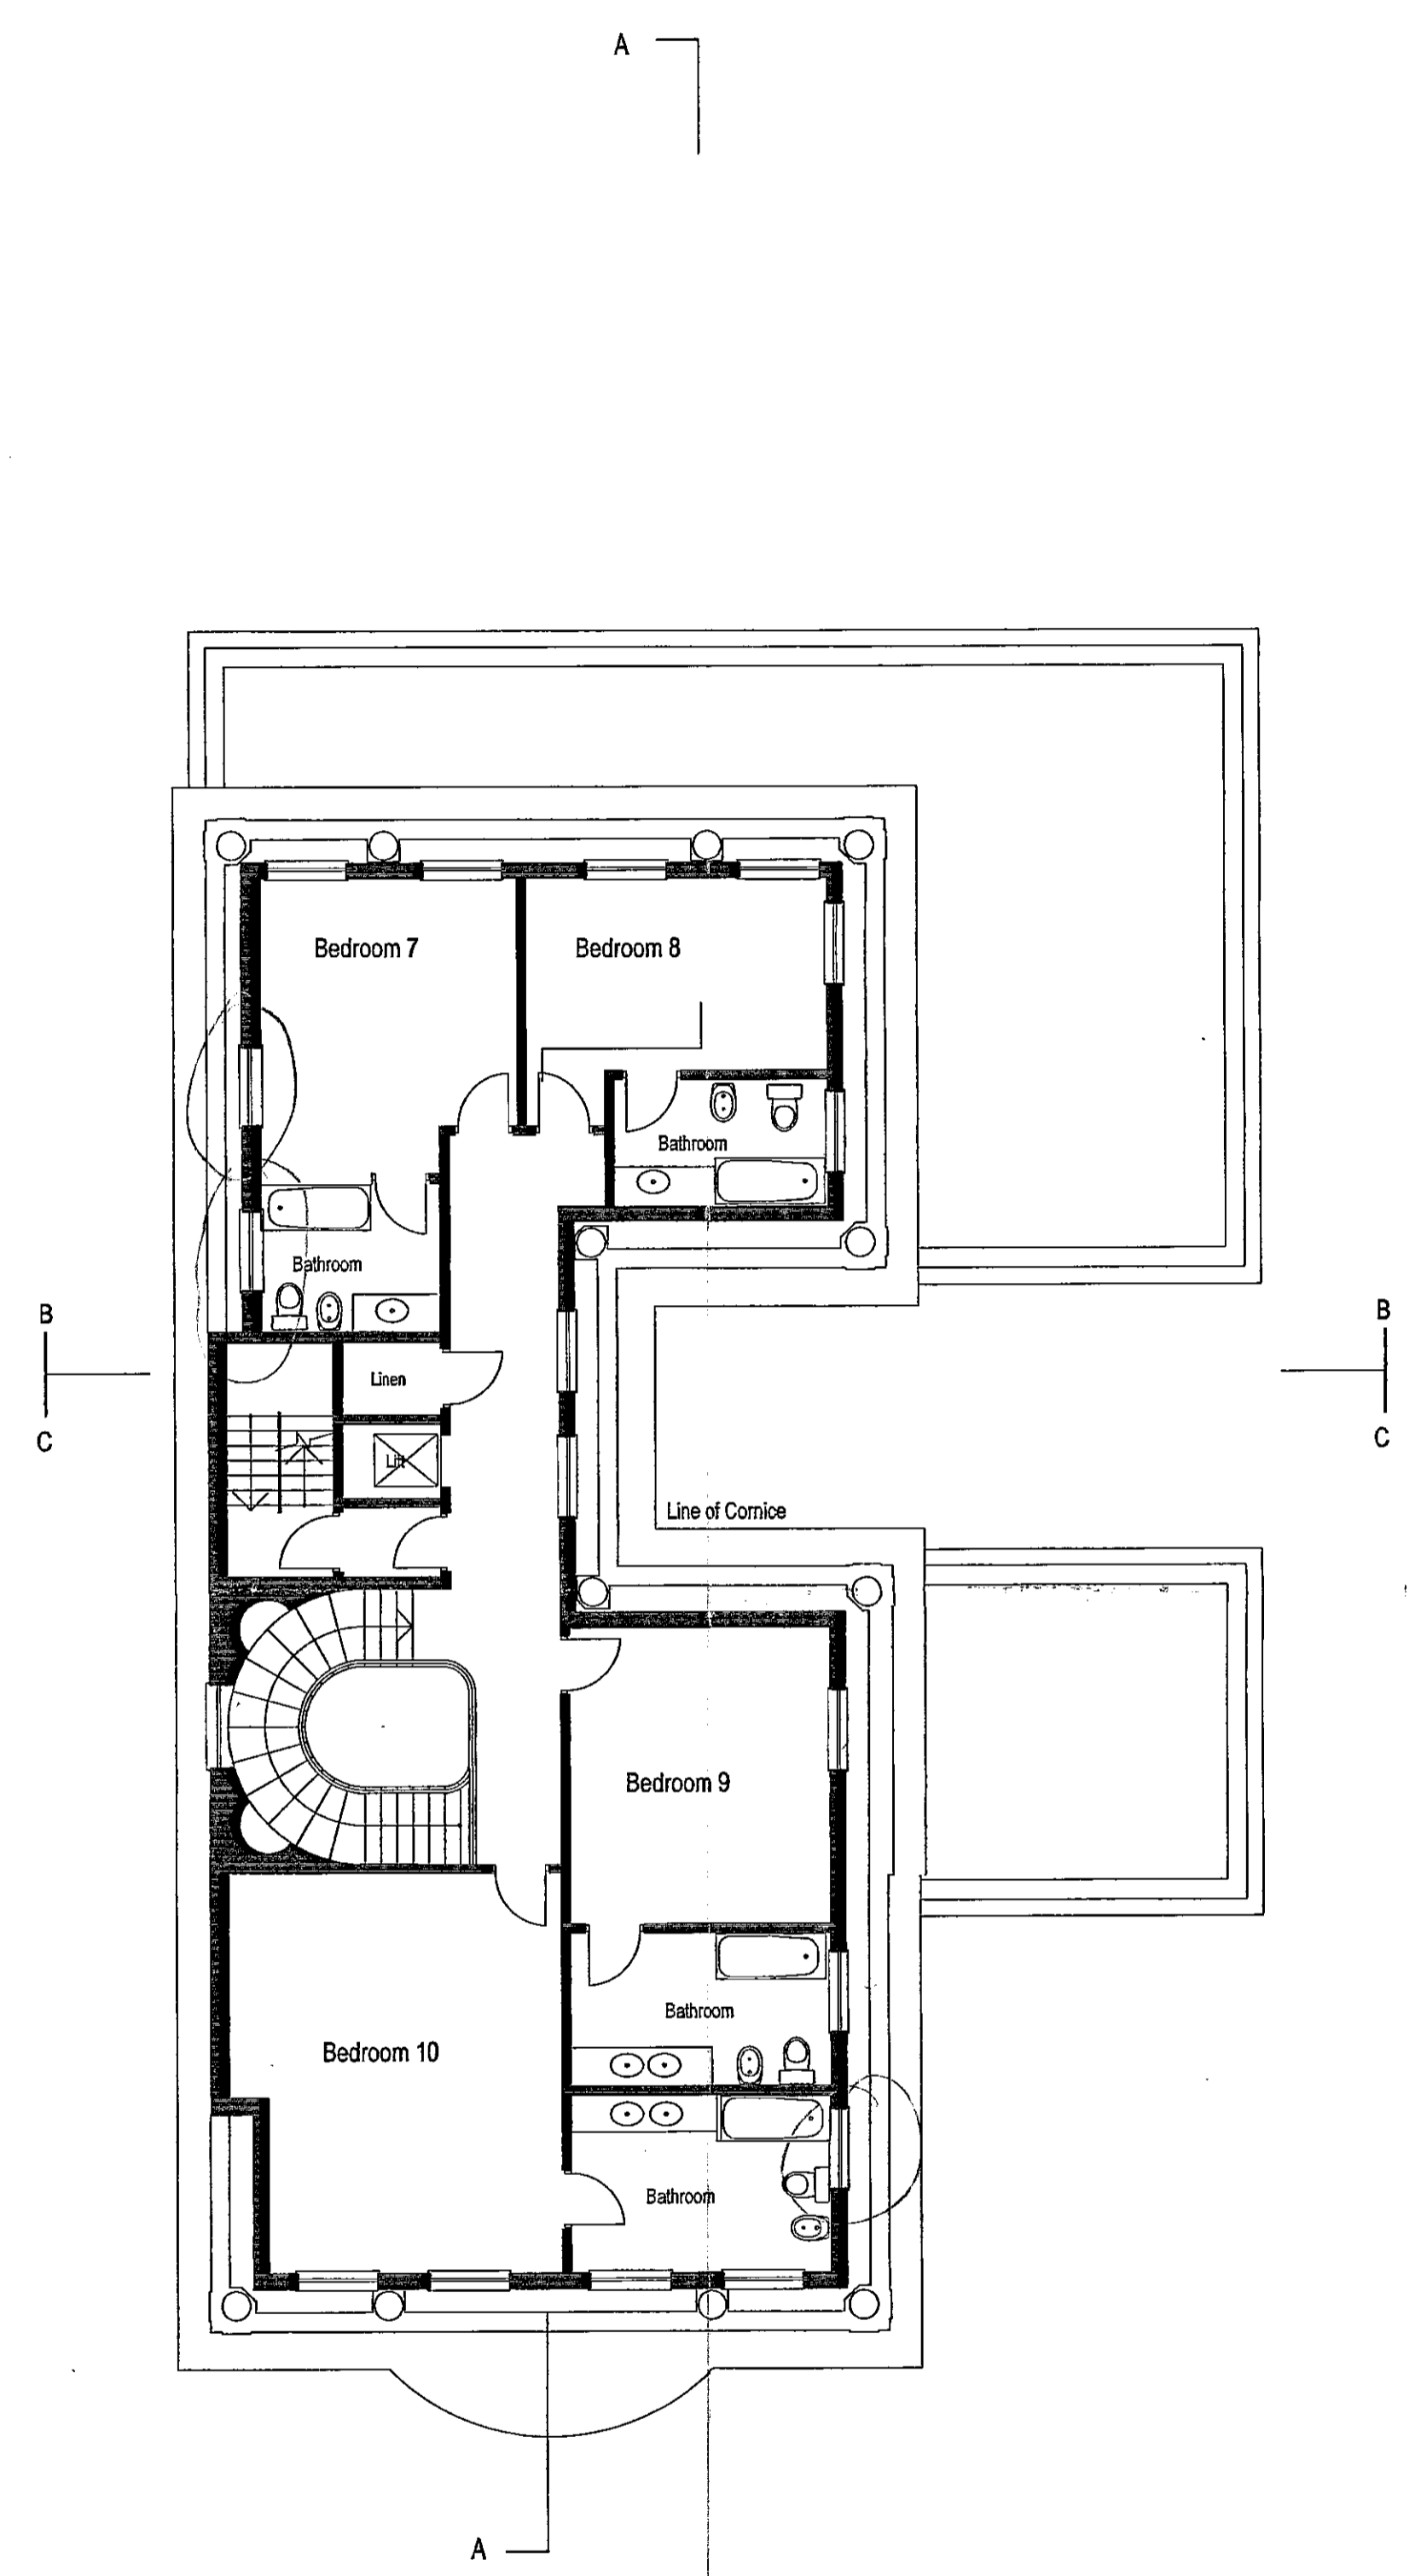 A
Bedroom 7
Bedroom 8
Bathroom
Bathroom
B
B
Linen
C
C
Lift
Line of Cornice
Bedroom 9
Bathroom
Bedroom 10
Bathroom
A